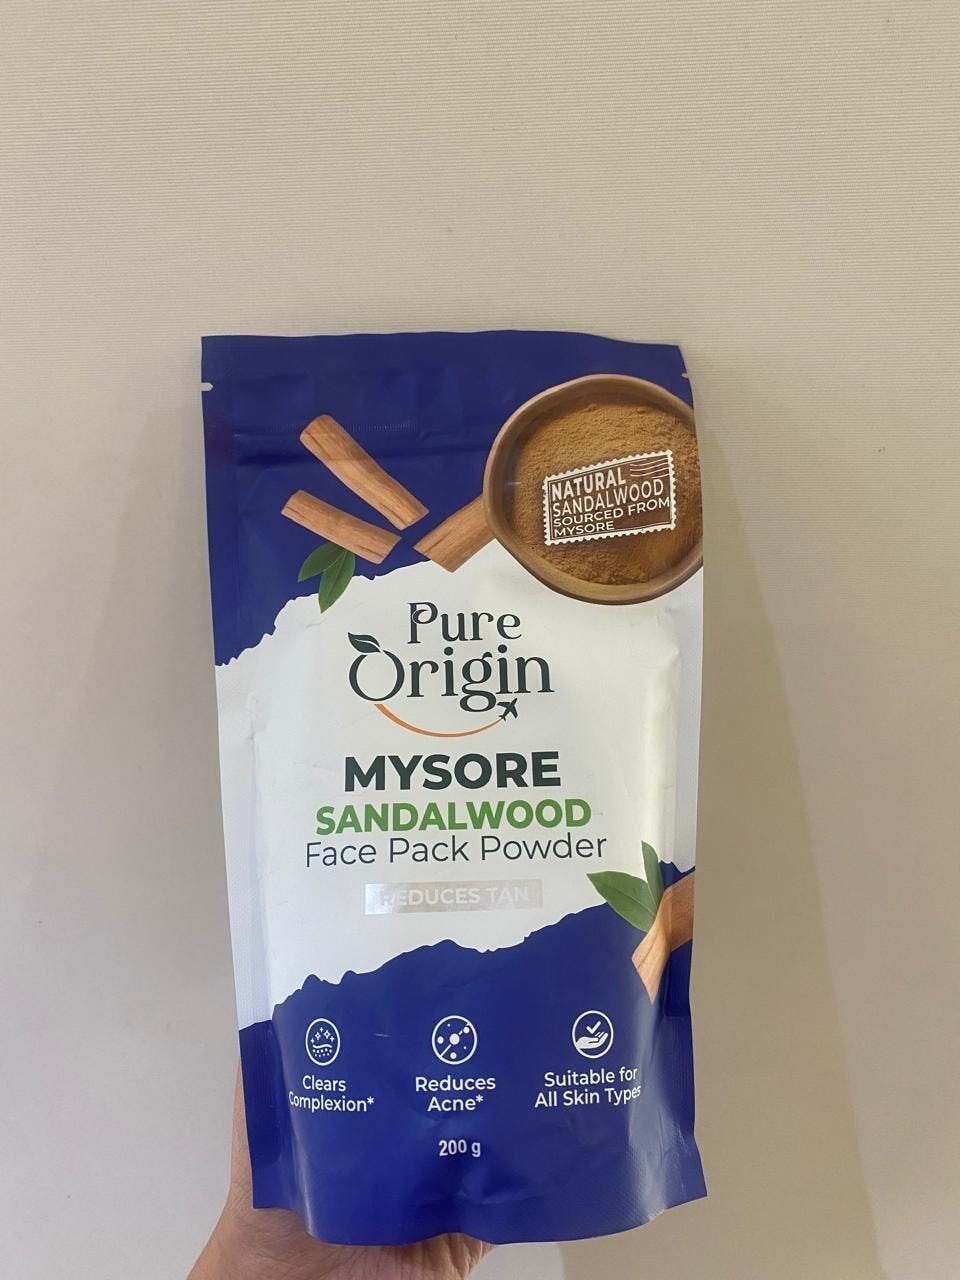 NATURAL
SANDALWOOD
SOURCED FROM
MYSORE
Pure
Origin
MYSORE
SANDALWOOD
Face Pack Powder
REDUCES TAN
Clears
Complexion*
Reduces
Acne*
Suitable for
All Skin Types
200 g